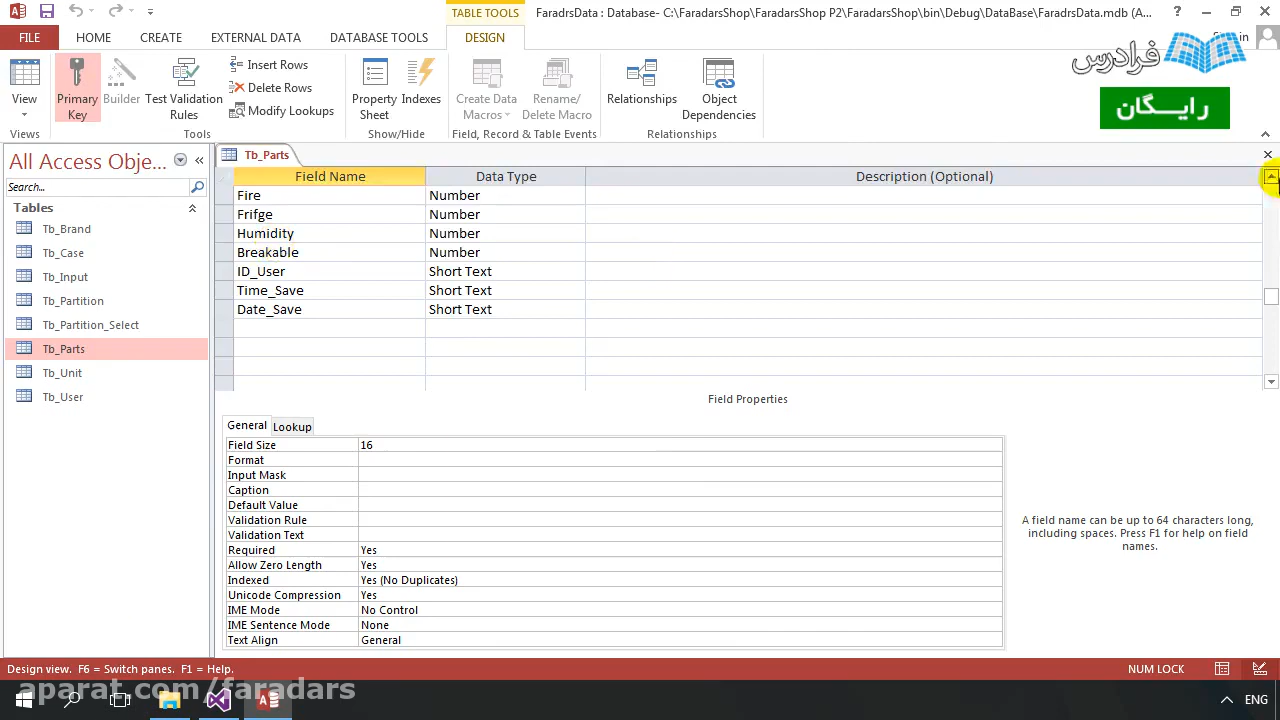 TABLE TOOLS
FaradrsData : Database- C:\FaradarsShop\FaradarsShop P2\FaradarsShop\bin\Debug\DataBase\FaradrsData.mdb (A...
?
FILE
HOME
CREATE
EXTERNAL DATA
DATABASE TOOLS
DESIGN
فرادرس
رایگان
View
Primary Key
Builder
Test Validation Rules
Insert Rows
Delete Rows
Modify Lookups
Property Sheet
Indexes
Create Data Macros
Rename/ Delete Macro
Relationships
Object Dependencies
Views
Tools
Show/Hide
Field, Record & Table Events
Relationships
All Access Obje...
Search...
Tables
Tb_Brand
Tb_Case
Tb_Input
Tb_Partition
Tb_Partition_Select
Tb_Parts
Tb_Unit
Tb_User
Tb_Parts
Field Name Data Type Description (Optional)
Fire Number
Frifge Number
Humidity Number
Breakable Number
ID_User Short Text
Time_Save Short Text
Date_Save Short Text
Field Properties
General Lookup
Field Size 16
Format
Input Mask
Caption
Default Value
Validation Rule
Validation Text
Required Yes
Allow Zero Length Yes
Indexed Yes (No Duplicates)
Unicode Compression Yes
IME Mode No Control
IME Sentence Mode None
Text Align General
A field name can be up to 64 characters long,
including spaces. Press F1 for help on field
names.
Design view. F6 = Switch panes. F1 = Help.
NUM LOCK
aparat.com/faradars
ENG